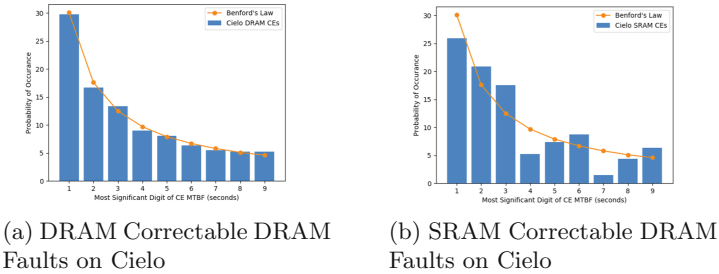 Benford's Law
Cielo DRAM CEs
Probability of Occurance
30
25
20
15
10
5
0
1 2 3 4 5 6 7 8 9
Most Significant Digit of CE MTBF (seconds)
(a) DRAM Correctable DRAM
Faults on Cielo
Benford's Law
Cielo SRAM CEs
Probability of Occurance
30
25
20
15
10
5
0
1 2 3 4 5 6 7 8 9
Most Significant Digit of CE MTBF (seconds)
(b) SRAM Correctable DRAM
Faults on Cielo